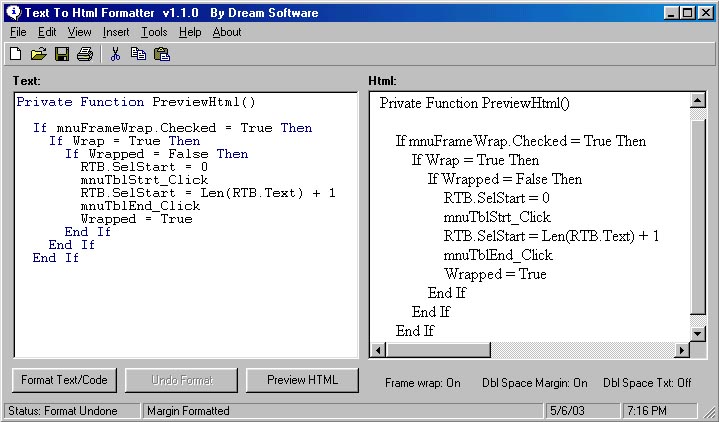 Text To Html Formatter v1.1.0 By Dream Software
File Edit View Insert Tools Help About
Text:
Private Function PreviewHtml()
If mnuFrameWrap.Checked = True Then
If Wrap = True Then
If Wrapped = False Then
RTB.SelStart = 0
mnuTblStrt_Click
RTB.SelStart = Len(RTB.Text) + 1
mnuTblEnd_Click
Wrapped = True
End If
End If
End If
Html:
Private Function PreviewHtml()
If mnuFrameWrap.Checked = True Then
If Wrap = True Then
If Wrapped = False Then
RTB.SelStart = 0
mnuTblStrt_Click
RTB.SelStart = Len(RTB.Text) + 1
mnuTblEnd_Click
Wrapped = True
End If
End If
End If
Format Text/Code Undo Format Preview HTML
Frame wrap: On Dbl Space Margin: On Dbl Space Txt: Off
Status: Format Undone Margin Formatted 5/6/03 7:16 PM